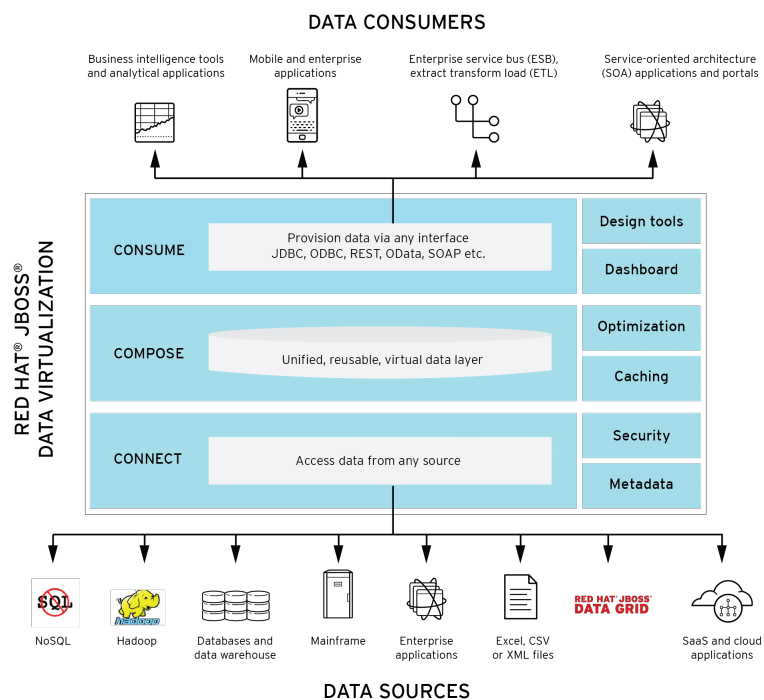 DATA CONSUMERS
Business intelligence tools
and analytical applications
Mobile and enterprise
applications
Enterprise service bus (ESB),
extract transform load (ETL)
Service-oriented architecture
(SOA) applications and portals
RED HAT® JBOSS®
DATA VIRTUALIZATION
CONSUME
Provision data via any interface
JDBC, ODBC, REST, OData, SOAP etc.
Design tools
Dashboard
COMPOSE
Unified, reusable, virtual data layer
Optimization
Caching
CONNECT
Access data from any source
Security
Metadata
SQL
hadoop
RED HAT® JBOSS®
DATA GRID
NoSQL
Hadoop
Databases and
data warehouse
Mainframe
Enterprise
applications
Excel, CSV
or XML files
SaaS and cloud
applications
DATA SOURCES